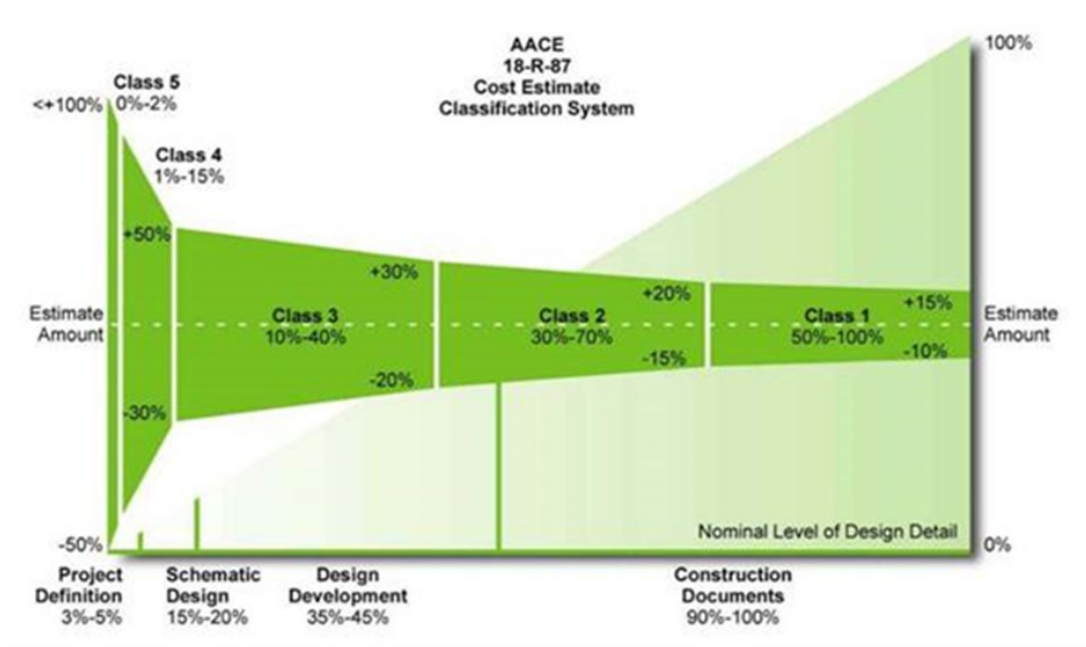 AACE
18-R-87
Cost Estimate
Classification System
100%
Class 5
<+100%
0%-2%
Class 4
1%-15%
+50%
+30%
+20%
+15%
Estimate
Amount
Class 3
10%-40%
Class 2
30%-70%
Class 1
50%-100%
Estimate
Amount
-15%
-10%
-20%
-30%
Nominal Level of Design Detail
-50%
0%
Project
Definition
3%-5%
Schematic
Design
15%-20%
Design
Development
35%-45%
Construction
Documents
90%-100%